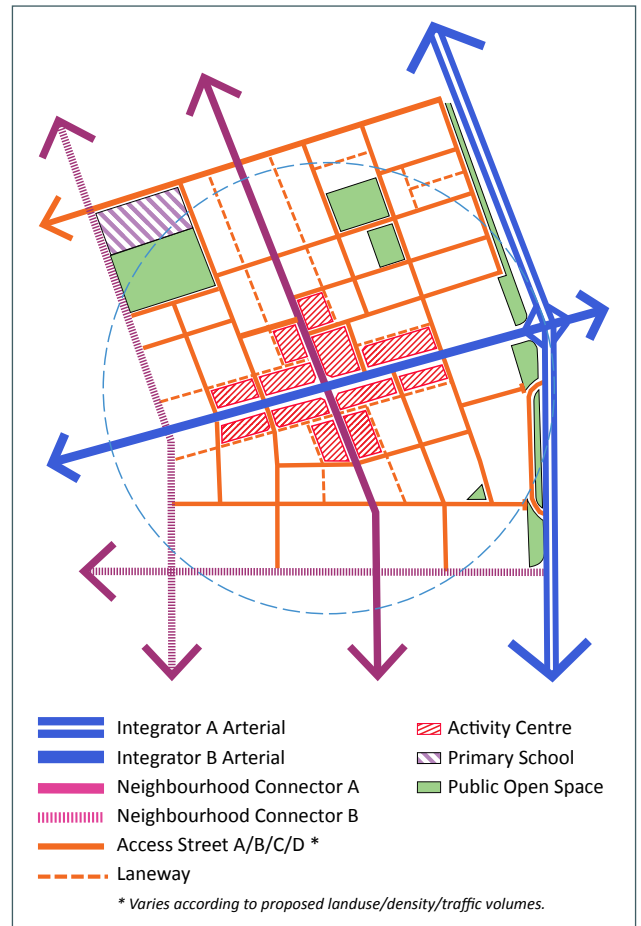 Integrator A Arterial
Integrator B Arterial
Neighbourhood Connector A
Neighbourhood Connector B
Access Street A/B/C/D *
Laneway
Activity Centre
Primary School
Public Open Space
* Varies according to proposed landuse/density/traffic volumes.